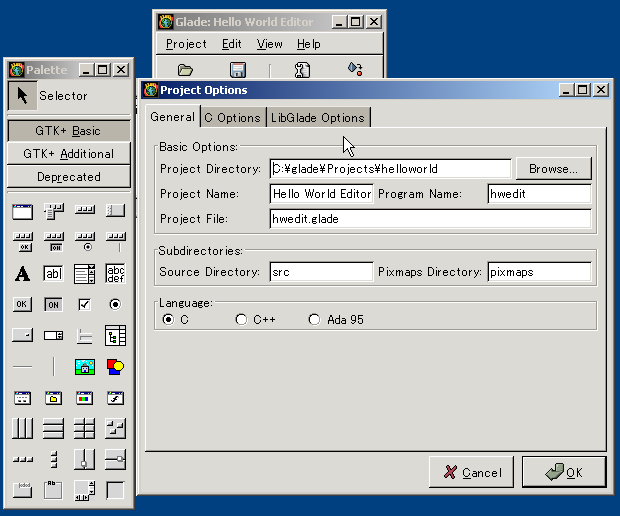 Glade: Hello World Editor
Project Edit View Help
Palette
Selector
GTK+ Basic
GTK+ Additional
Deprecated
OK
ON
A
ab
abc
def
OK
ON
Project Options
General
C Options
LibGlade Options
Basic Options:
Project Directory: C:¥glade¥Projects¥helloworld Browse...
Project Name: Hello World Editor Program Name: hwedit
Project File: hwedit.glade
Subdirectories:
Source Directory: src Pixmaps Directory: pixmaps
Language:
C C++ Ada 95
Cancel
OK